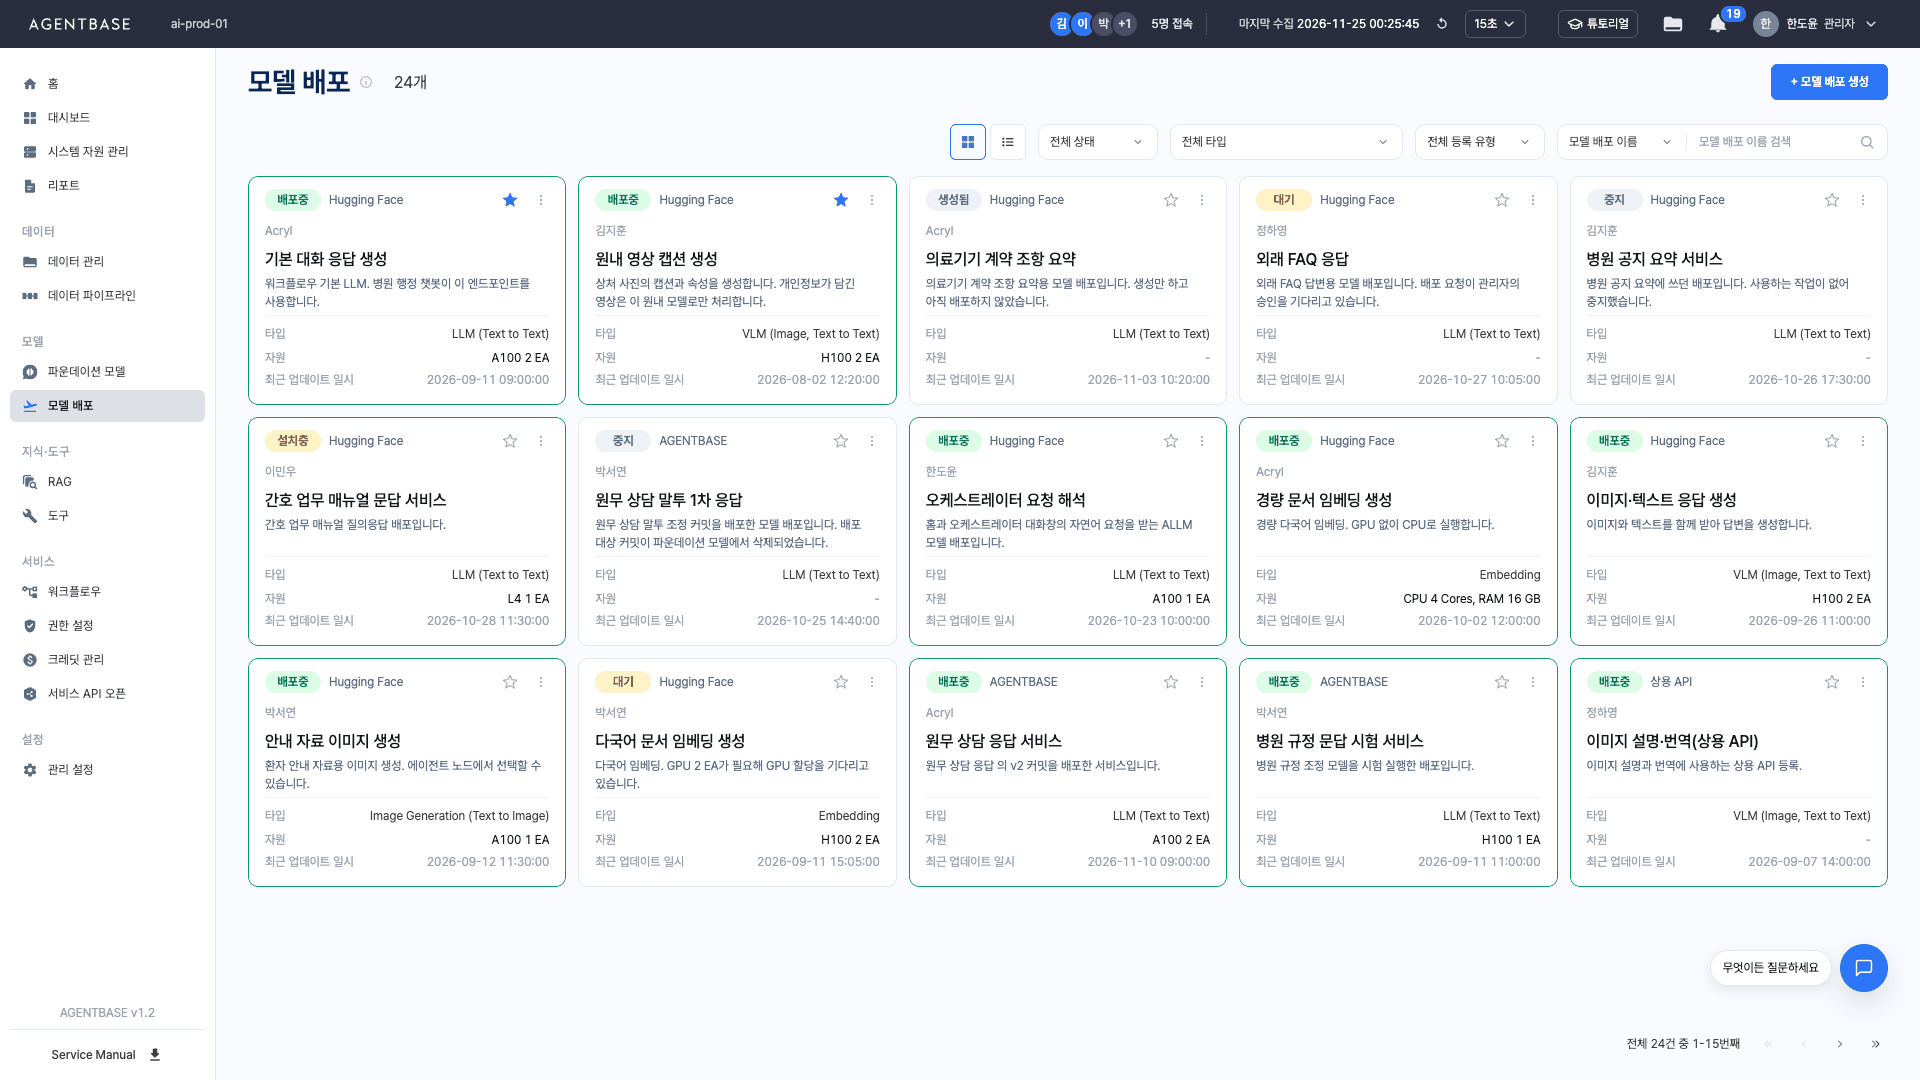 AGENTBASE
ai-prod-01
김 이 박 +1 5명 접속
마지막 수집 2026-11-25 00:25:45
15초
튜토리얼
19
한 한도윤 관리자
홈
대시보드
시스템 자원 관리
리포트
데이터
데이터 관리
데이터 파이프라인
모델
파운데이션 모델
모델 배포
지식·도구
RAG
도구
서비스
워크플로우
권한 설정
크레딧 관리
서비스 API 오픈
설정
관리 설정
AGENTBASE v1.2
Service Manual
모델 배포 24개
+ 모델 배포 생성
전체 상태
전체 타입
전체 등록 유형
모델 배포 이름
모델 배포 이름 검색
배포중 Hugging Face
Acryl
기본 대화 응답 생성
워크플로우 기본 LLM. 병원 행정 챗봇이 이 엔드포인트를
사용합니다.
타입 LLM (Text to Text)
자원 A100 2 EA
최근 업데이트 일시 2026-09-11 09:00:00
배포중 Hugging Face
김지훈
원내 영상 캡션 생성
상처 사진의 캡션과 속성을 생성합니다. 개인정보가 담긴
영상은 이 원내 모델로만 처리합니다.
타입 VLM (Image, Text to Text)
자원 H100 2 EA
최근 업데이트 일시 2026-08-02 12:20:00
생성됨 Hugging Face
Acryl
의료기기 계약 조항 요약
의료기기 계약 조항 요약용 모델 배포입니다. 생성만 하고
아직 배포하지 않았습니다.
타입 LLM (Text to Text)
자원 -
최근 업데이트 일시 2026-11-03 10:20:00
대기 Hugging Face
정하영
외래 FAQ 응답
외래 FAQ 답변용 모델 배포입니다. 배포 요청이 관리자의
승인을 기다리고 있습니다.
타입 LLM (Text to Text)
자원 -
최근 업데이트 일시 2026-10-27 10:05:00
중지 Hugging Face
김지훈
병원 공지 요약 서비스
병원 공지 요약에 쓰던 배포입니다. 사용하는 작업이 없어
중지했습니다.
타입 LLM (Text to Text)
자원 -
최근 업데이트 일시 2026-10-26 17:30:00
설치중 Hugging Face
이민우
간호 업무 매뉴얼 문답 서비스
간호 업무 매뉴얼 질의응답 배포입니다.
타입 LLM (Text to Text)
자원 L4 1 EA
최근 업데이트 일시 2026-10-28 11:30:00
중지 AGENTBASE
박서연
원무 상담 말투 1차 응답
원무 상담 말투 조정 커밋을 배포한 모델 배포입니다. 배포
대상 커밋이 파운데이션 모델에서 삭제되었습니다.
타입 LLM (Text to Text)
자원 -
최근 업데이트 일시 2026-10-25 14:40:00
배포중 Hugging Face
한도윤
오케스트레이터 요청 해석
홈과 오케스트레이터 대화창의 자연어 요청을 받는 ALLM
모델 배포입니다.
타입 LLM (Text to Text)
자원 A100 1 EA
최근 업데이트 일시 2026-10-23 10:00:00
배포중 Hugging Face
Acryl
경량 문서 임베딩 생성
경량 다국어 임베딩. GPU 없이 CPU로 실행합니다.
타입 Embedding
자원 CPU 4 Cores, RAM 16 GB
최근 업데이트 일시 2026-10-02 12:00:00
배포중 Hugging Face
김지훈
이미지·텍스트 응답 생성
이미지와 텍스트를 함께 받아 답변을 생성합니다.
타입 VLM (Image, Text to Text)
자원 H100 2 EA
최근 업데이트 일시 2026-09-26 11:00:00
배포중 Hugging Face
박서연
안내 자료 이미지 생성
환자 안내 자료용 이미지 생성. 에이전트 노드에서 선택할 수
있습니다.
타입 Image Generation (Text to Image)
자원 A100 1 EA
최근 업데이트 일시 2026-09-12 11:30:00
대기 Hugging Face
박서연
다국어 문서 임베딩 생성
다국어 임베딩. GPU 2 EA가 필요해 GPU 할당을 기다리고
있습니다.
타입 Embedding
자원 H100 2 EA
최근 업데이트 일시 2026-09-11 15:05:00
배포중 AGENTBASE
Acryl
원무 상담 응답 서비스
원무 상담 응답 의 v2 커밋을 배포한 서비스입니다.
타입 LLM (Text to Text)
자원 A100 2 EA
최근 업데이트 일시 2026-11-10 09:00:00
배포중 AGENTBASE
박서연
병원 규정 문답 시험 서비스
병원 규정 조정 모델을 시험 실행한 배포입니다.
타입 LLM (Text to Text)
자원 H100 1 EA
최근 업데이트 일시 2026-09-11 11:00:00
배포중 상용 API
정하영
이미지 설명·번역(상용 API)
이미지 설명과 번역에 사용하는 상용 API 등록.
타입 VLM (Image, Text to Text)
자원 -
최근 업데이트 일시 2026-09-07 14:00:00
무엇이든 질문하세요
전체 24건 중 1-15번째